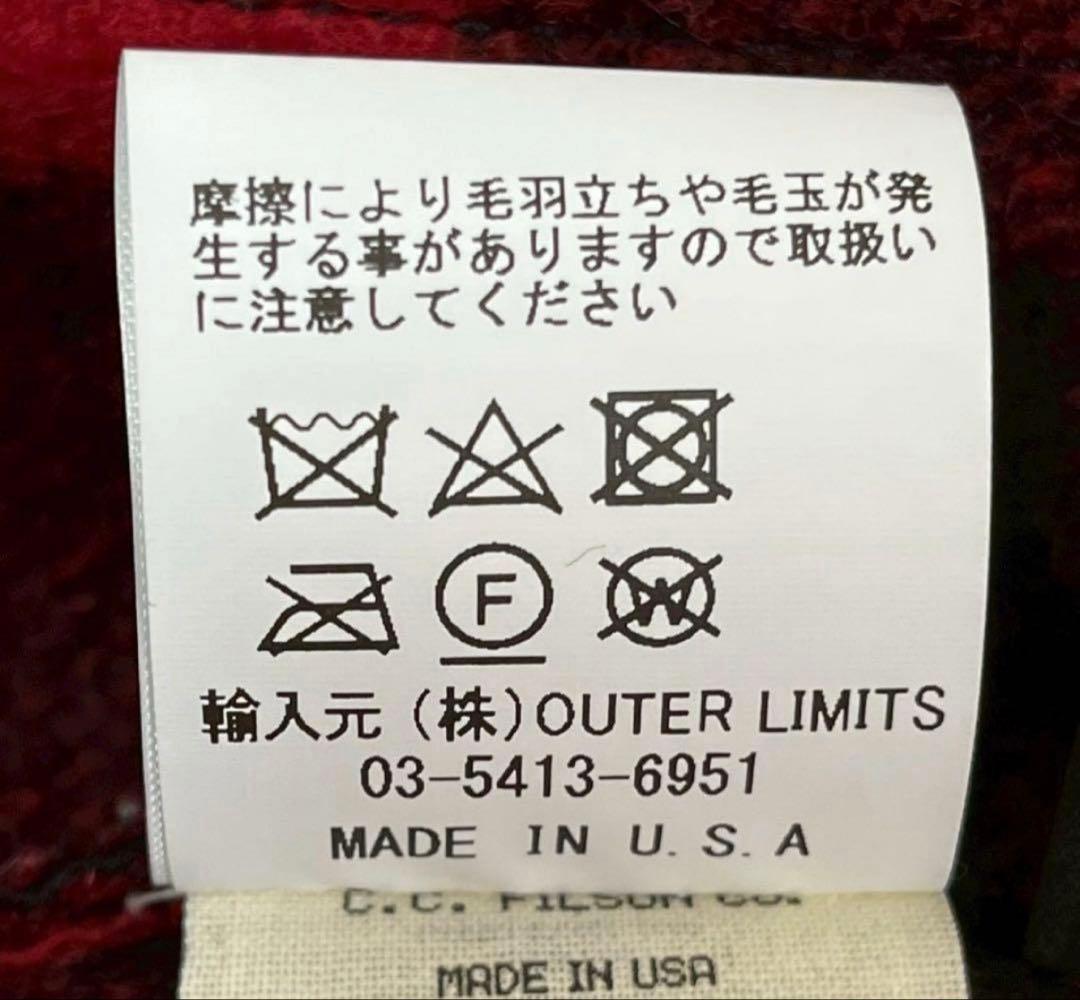 摩擦により毛羽立ちや毛玉が発
生する事がありますので取扱い
に注意してください
F
W
輸入元 (株)OUTER LIMITS
03-5413-6951
MADE IN U.S.A
C.C. FILSON CO.
MADE IN USA